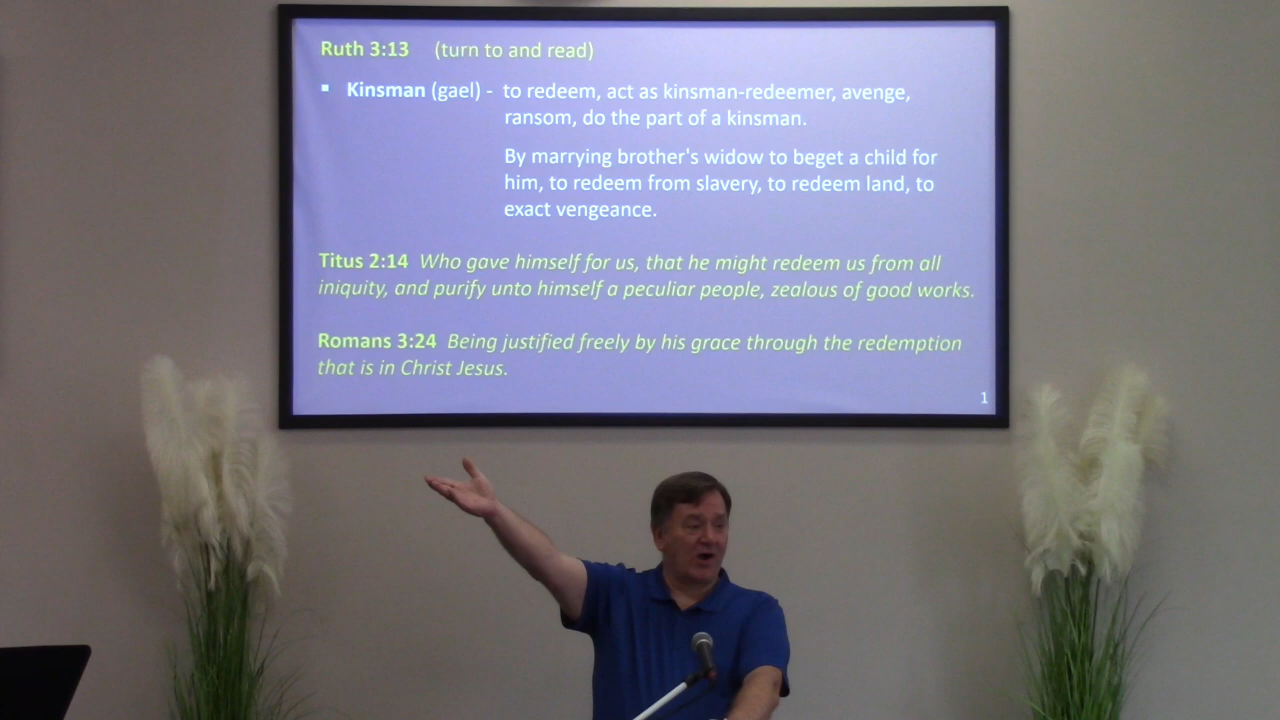 Ruth 3:13 (turn to and read)
▪ Kinsman (gael) - to redeem, act as kinsman-redeemer, avenge,
ransom, do the part of a kinsman.
By marrying brother's widow to beget a child for
him, to redeem from slavery, to redeem land, to
exact vengeance.
Titus 2:14 Who gave himself for us, that he might redeem us from all
iniquity, and purify unto himself a peculiar people, zealous of good works.
Romans 3:24 Being justified freely by his grace through the redemption
that is in Christ Jesus.
1